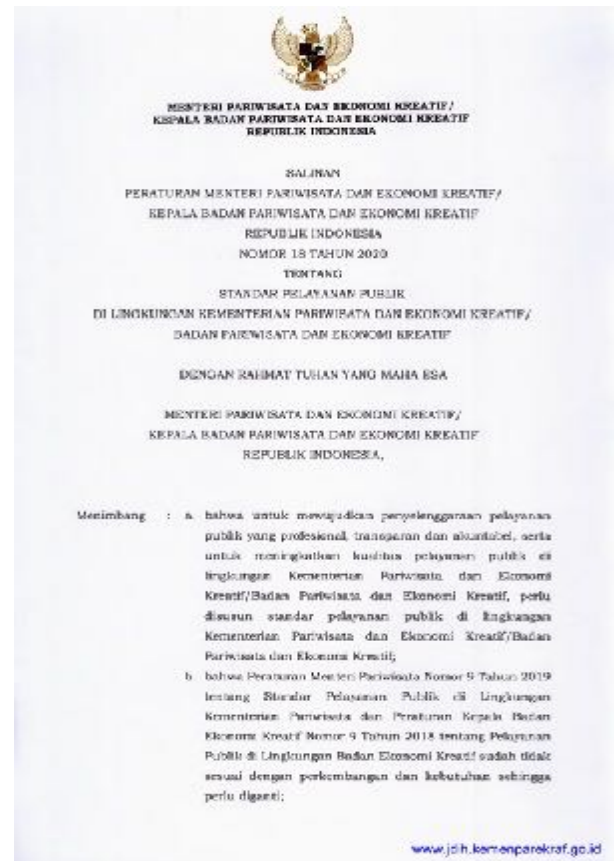 MENTERI PARIWISATA DAN EKONOMI KREATIF/
KEPALA BADAN PARIWISATA DAN EKONOMI KREATIF
REPUBLIK INDONESIA
SALINAN
PERATURAN MENTERI PARIWISATA DAN EKONOMI KREATIF/
KEPALA BADAN PARIWISATA DAN EKONOMI KREATIF
REPUBLIK INDONESIA
NOMOR 18 TAHUN 2020
TENTANG
STANDAR PELAYANAN PUBLIK
DI LINGKUNGAN KEMENTERIAN PARIWISATA DAN EKONOMI KREATIF/
BADAN PARIWISATA DAN EKONOMI KREATIF
DENGAN RAHMAT TUHAN YANG MAHA ESA
MENTERI PARIWISATA DAN EKONOMI KREATIF/
KEPALA BADAN PARIWISATA DAN EKONOMI KREATIF
REPUBLIK INDONESIA,
Menimbang : a. bahwa untuk mewujudkan penyelenggaraan pelayanan
publik yang profesional, transparan dan akuntabel, serta
untuk meningkatkan kualitas pelayanan publik di
lingkungan Kementerian Pariwisata dan Ekonomi
Kreatif/Badan Pariwisata dan Ekonomi Kreatif, perlu
disusun standar pelayanan publik di lingkungan
Kementerian Pariwisata dan Ekonomi Kreatif/Badan
Pariwisata dan Ekonomi Kreatif;
b. bahwa Peraturan Menteri Pariwisata Nomor 9 Tahun 2019
tentang Standar Pelayanan Publik di Lingkungan
Kementerian Pariwisata dan Peraturan Kepala Badan
Ekonomi Kreatif Nomor 9 Tahun 2018 tentang Pelayanan
Publik di Lingkungan Badan Ekonomi Kreatif sudah tidak
sesuai dengan perkembangan dan kebutuhan sehingga
perlu diganti;
www.jdih.kemenparekraf.go.id